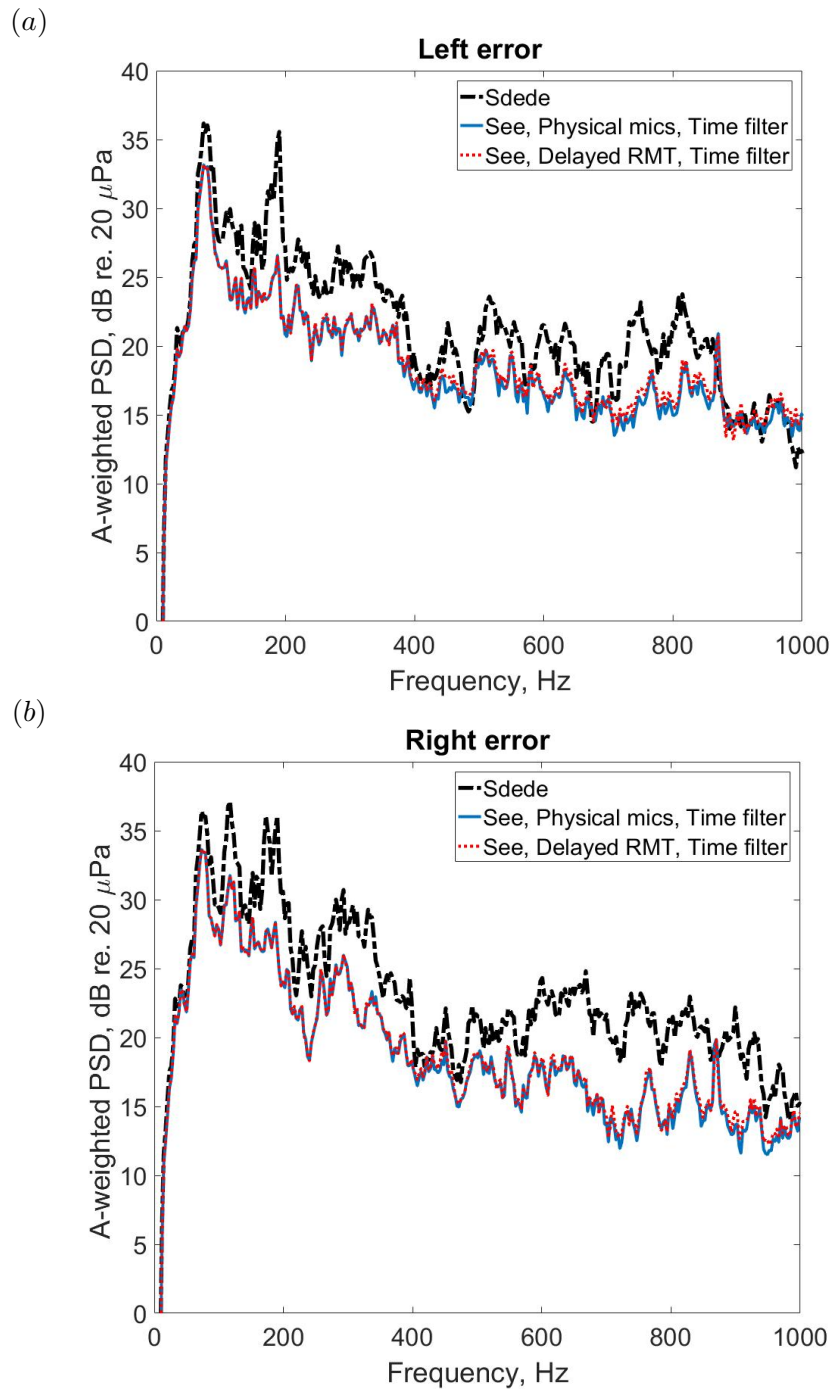 (a)
Left error
Sdede
See, Physical mics, Time filter
See, Delayed RMT, Time filter
40
35
30
25
20
15
10
5
0
A-weighted PSD, dB re. 20 μPa
0 200 400 600 800 1000
Frequency, Hz
(b)
Right error
Sdede
See, Physical mics, Time filter
See, Delayed RMT, Time filter
40
35
30
25
20
15
10
5
0
A-weighted PSD, dB re. 20 μPa
0 200 400 600 800 1000
Frequency, Hz